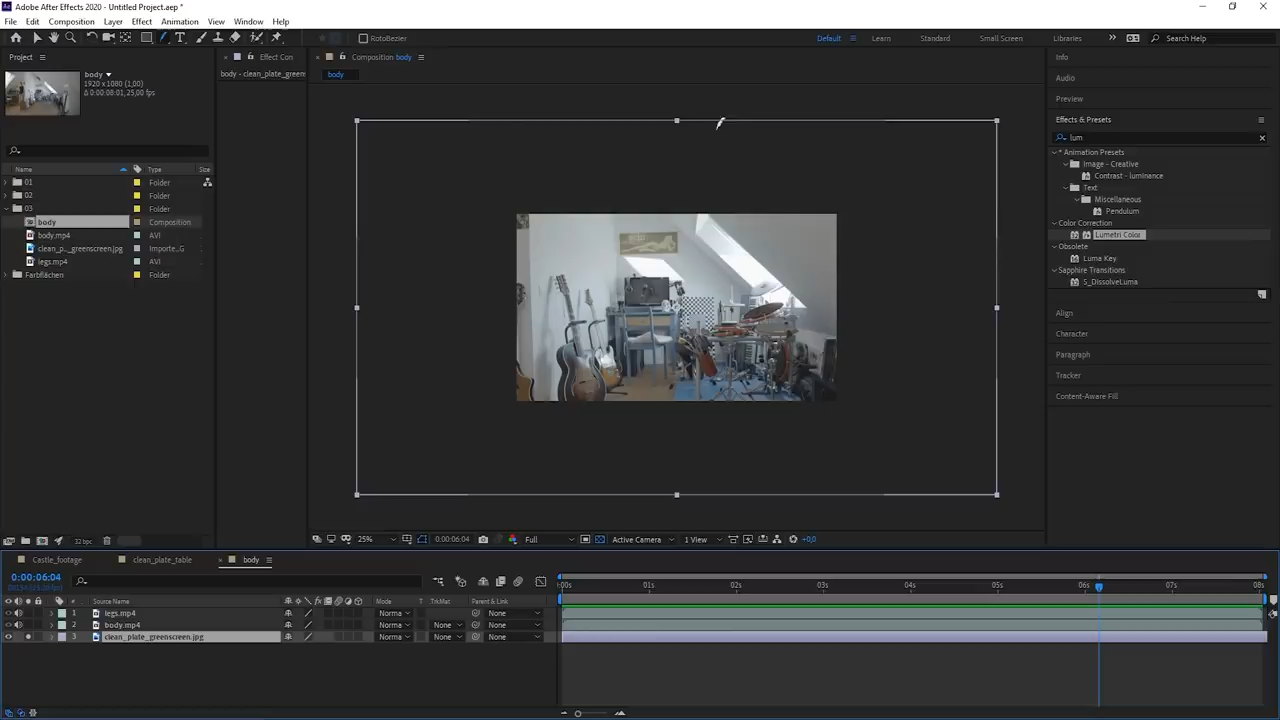 Adobe After Effects 2020 - Untitled Project.aep *
File Edit Composition Layer Effect Animation View Window Help
RotoBezier
Default Learn Standard Small Screen Libraries Search Help
Project
body
1920 x 1080 (1,00)
Δ 0:00:08:01, 25,00 fps
Name Type Size
01 Folder
02 Folder
03 Folder
body Composition
body.mp4 AVI
clean_p.._greenscreen.jpg Importe..G
legs.mp4 AVI
Farbflächen Folder
32 bpc
Effect Con
body - clean_plate_greens
Composition body
body
25% 0:00:06:04 Full Active Camera 1 View +0,0
Info
Audio
Preview
Effects & Presets
lum
* Animation Presets
Image - Creative
Contrast - luminance
Text
Miscellaneous
Pendulum
Color Correction
Lumetri Color
Obsolete
Luma Key
Sapphire Transitions
S_DissolveLuma
Align
Character
Paragraph
Tracker
Content-Aware Fill
Castle_footage clean_plate_table body
0:00:06:04
# Source Name Mode T .TrkMat Parent & Link
:00s 01s 02s 03s 04s 05s 06s 07s 08s
1 legs.mp4 Norma None
2 body.mp4 Norma None None
3 clean_plate_greenscreen.jpg Norma None None